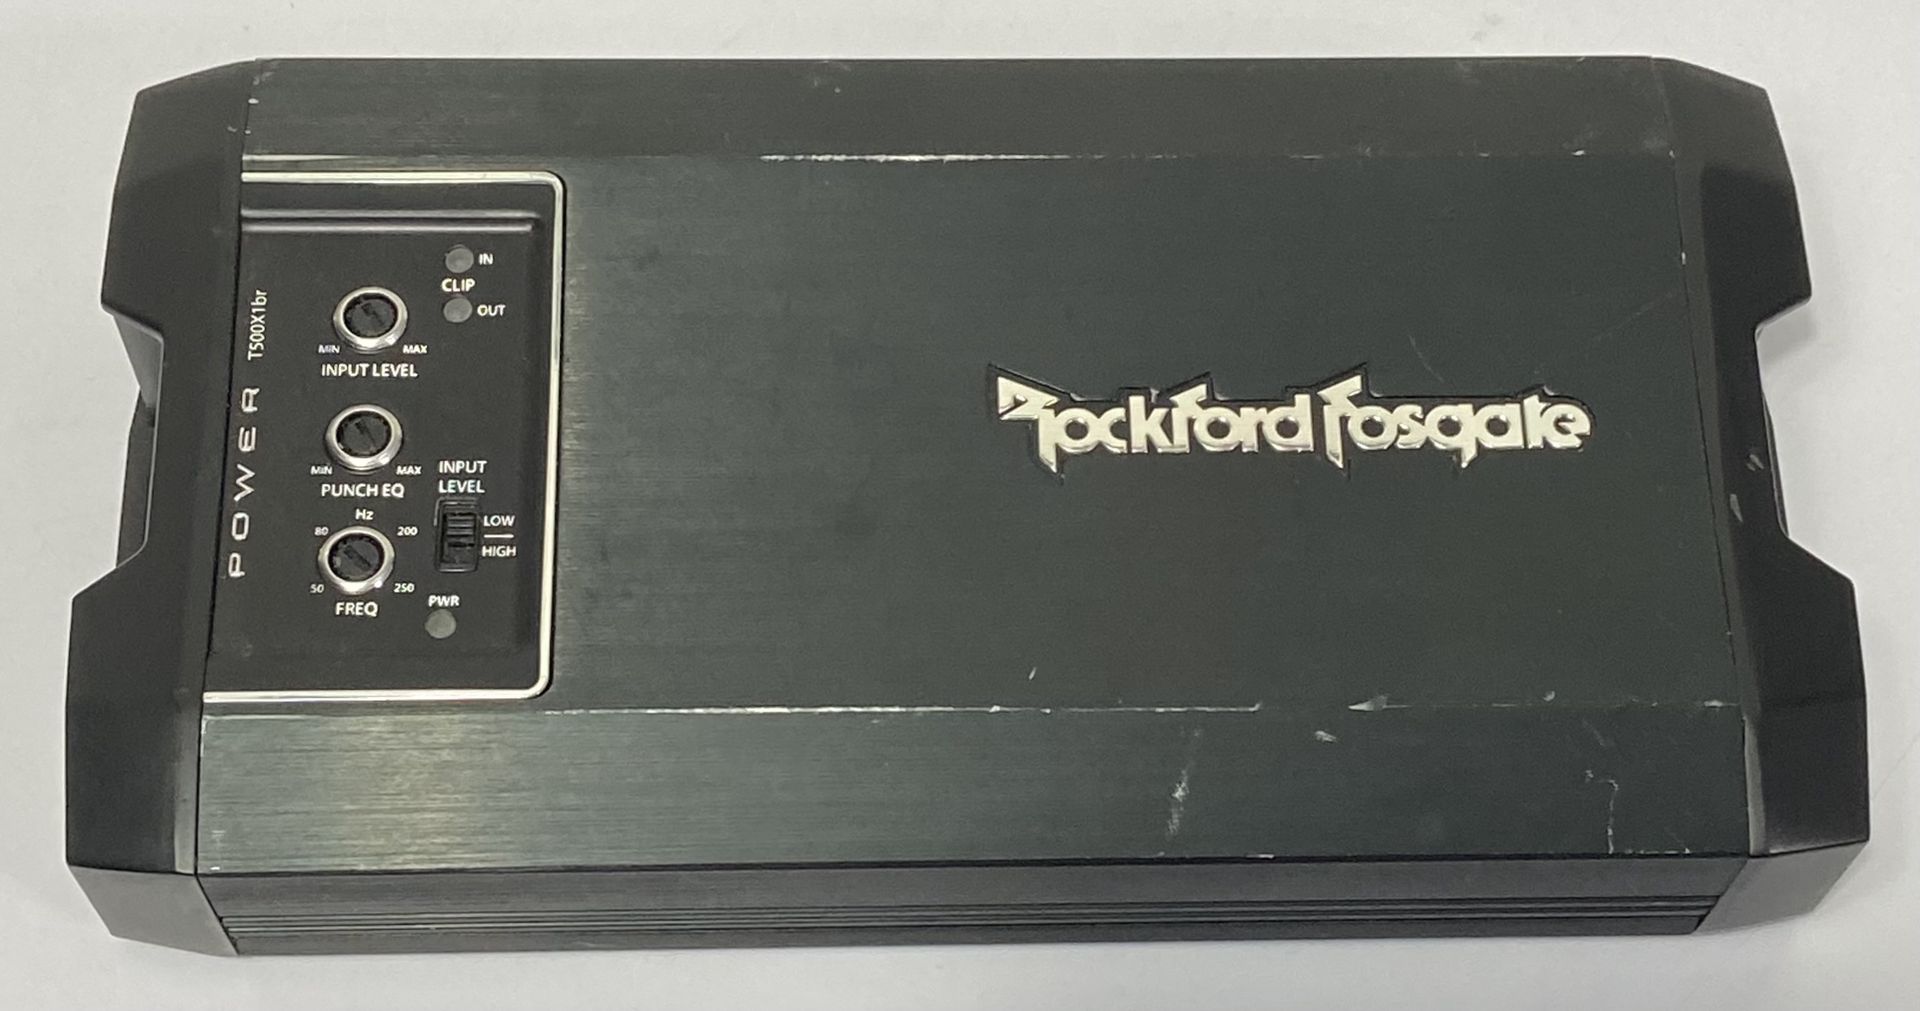 POWER T500X1br
IN
CLIP
OUT
MIN MAX
INPUT LEVEL
MIN MAX
PUNCH EQ
INPUT
LEVEL
LOW
HIGH
Hz
80 200
50 250
FREQ
PWR
Rockford Fosgate